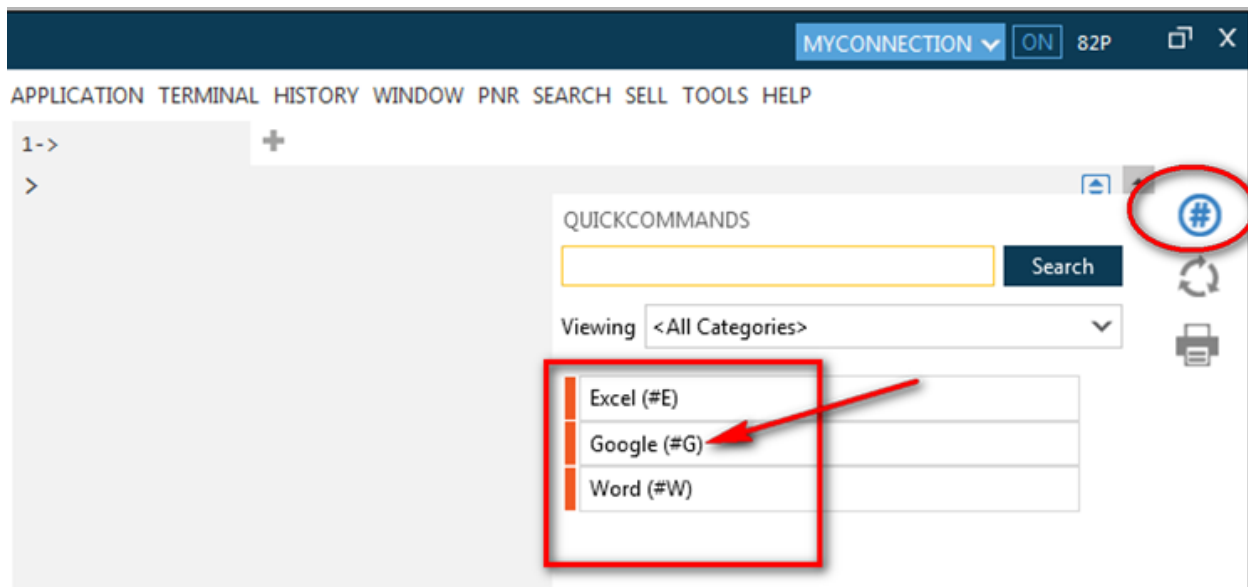 MYCONNECTION ON 82P
APPLICATION TERMINAL HISTORY WINDOW PNR SEARCH SELL TOOLS HELP
1->
>
QUICKCOMMANDS
Search
Viewing <All Categories>
Excel (#E)
Google (#G)
Word (#W)
#